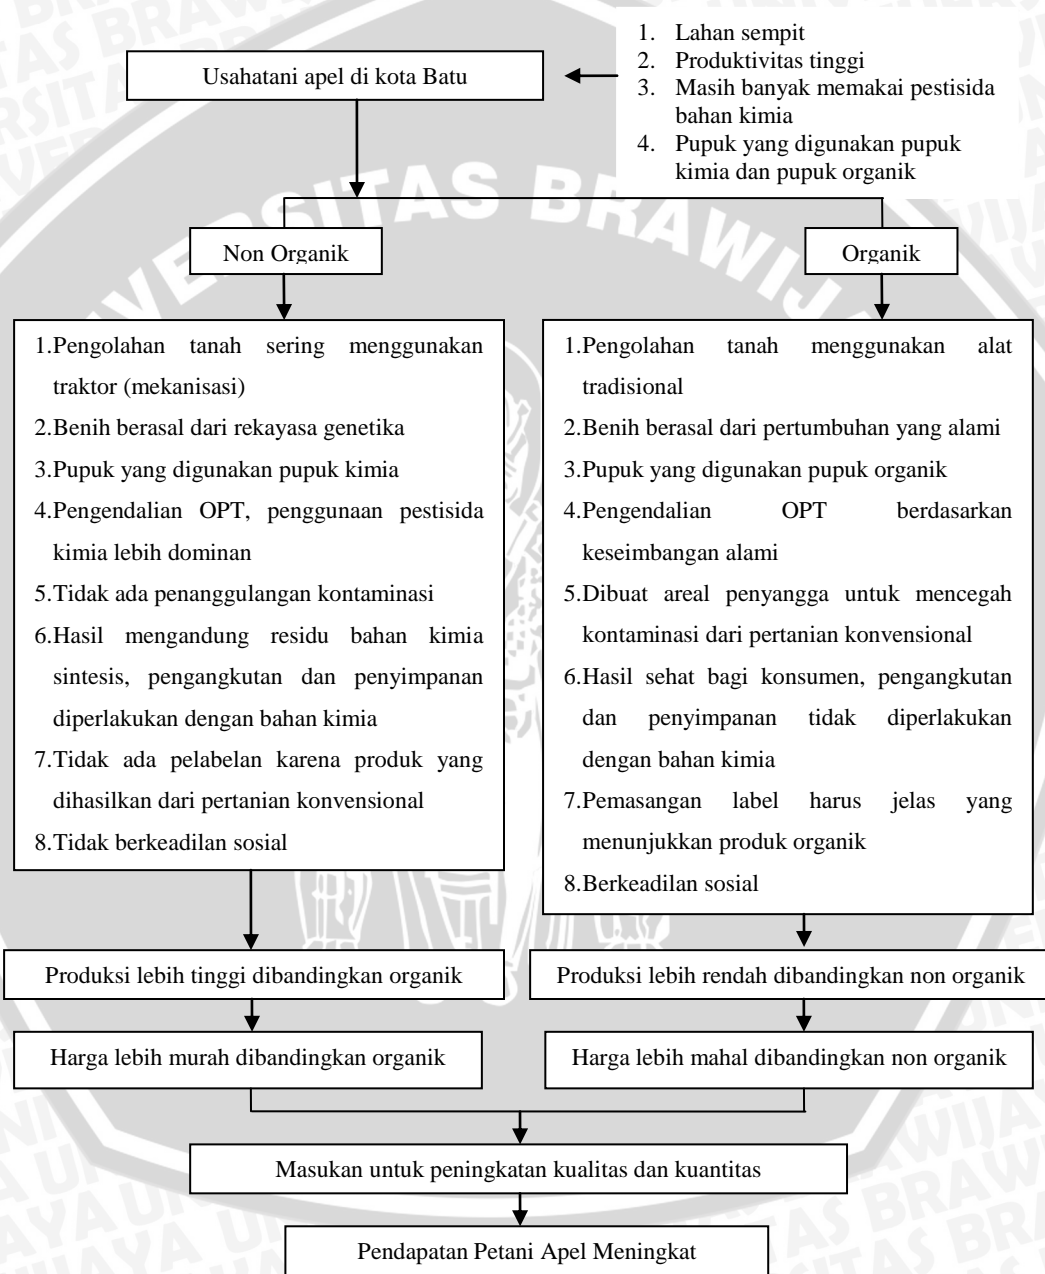 Usahatani apel di kota Batu
1. Lahan sempit
2. Produktivitas tinggi
3. Masih banyak memakai pestisida
bahan kimia
4. Pupuk yang digunakan pupuk
kimia dan pupuk organik
UNIVERSITAS BRAWIJAYA
Non Organik
Organik
1.Pengolahan tanah sering menggunakan
traktor (mekanisasi)
2.Benih berasal dari rekayasa genetika
3.Pupuk yang digunakan pupuk kimia
4.Pengendalian OPT, penggunaan pestisida
kimia lebih dominan
5.Tidak ada penanggulangan kontaminasi
6.Hasil mengandung residu bahan kimia
sintesis, pengangkutan dan penyimpanan
diperlakukan dengan bahan kimia
7.Tidak ada pelabelan karena produk yang
dihasilkan dari pertanian konvensional
8.Tidak berkeadilan sosial
1.Pengolahan tanah menggunakan alat
tradisional
2.Benih berasal dari pertumbuhan yang alami
3.Pupuk yang digunakan pupuk organik
4.Pengendalian OPT berdasarkan
keseimbangan alami
5.Dibuat areal penyangga untuk mencegah
kontaminasi dari pertanian konvensional
6.Hasil sehat bagi konsumen, pengangkutan
dan penyimpanan tidak diperlakukan
dengan bahan kimia
7.Pemasangan label harus jelas yang
menunjukkan produk organik
8.Berkeadilan sosial
Produksi lebih tinggi dibandingkan organik
Produksi lebih rendah dibandingkan non organik
Harga lebih murah dibandingkan organik
Harga lebih mahal dibandingkan non organik
Masukan untuk peningkatan kualitas dan kuantitas
Pendapatan Petani Apel Meningkat